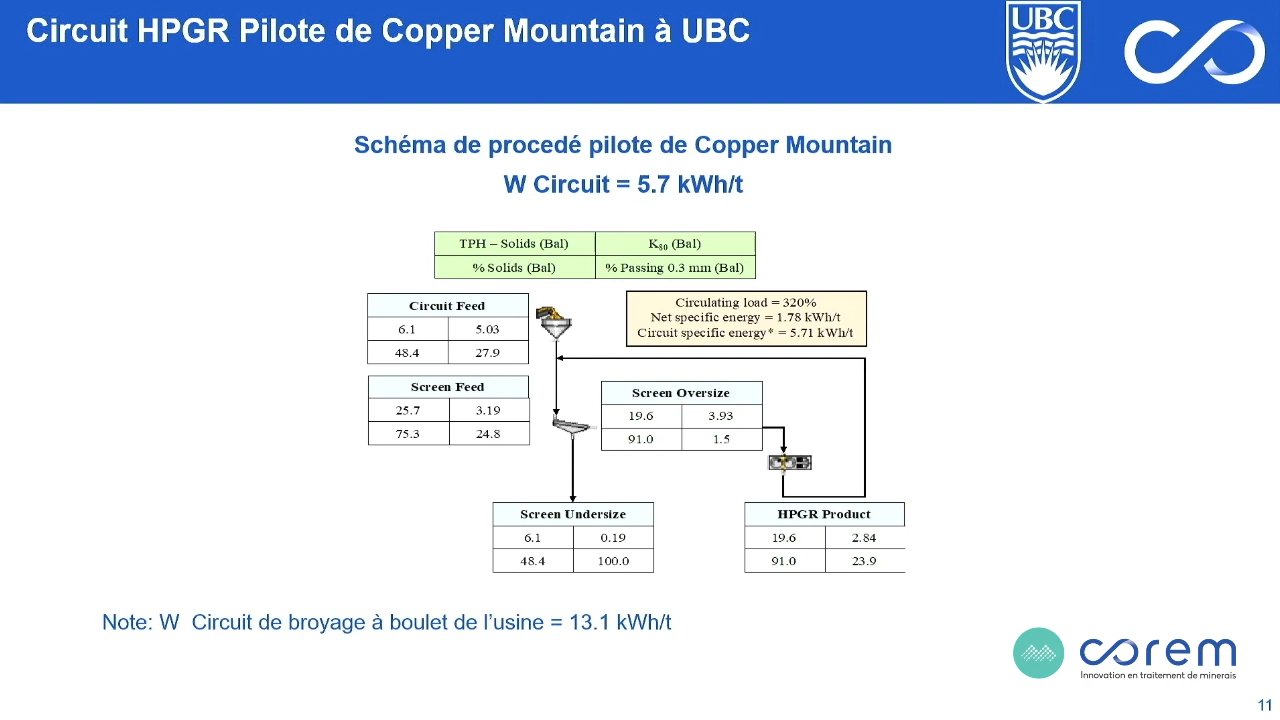 Circuit HPGR Pilote de Copper Mountain à UBC
UBC
Schéma de procedé pilote de Copper Mountain
W Circuit = 5.7 kWh/t
TPH – Solids (Bal) K80 (Bal)
% Solids (Bal) % Passing 0.3 mm (Bal)
Circuit Feed
6.1 5.03
48.4 27.9
Circulating load = 320%
Net specific energy = 1.78 kWh/t
Circuit specific energy* = 5.71 kWh/t
Screen Feed
25.7 3.19
75.3 24.8
Screen Oversize
19.6 3.93
91.0 1.5
Screen Undersize
6.1 0.19
48.4 100.0
HPGR Product
19.6 2.84
91.0 23.9
Note: W Circuit de broyage à boulet de l’usine = 13.1 kWh/t
corem
Innovation en traitement de minerais
11